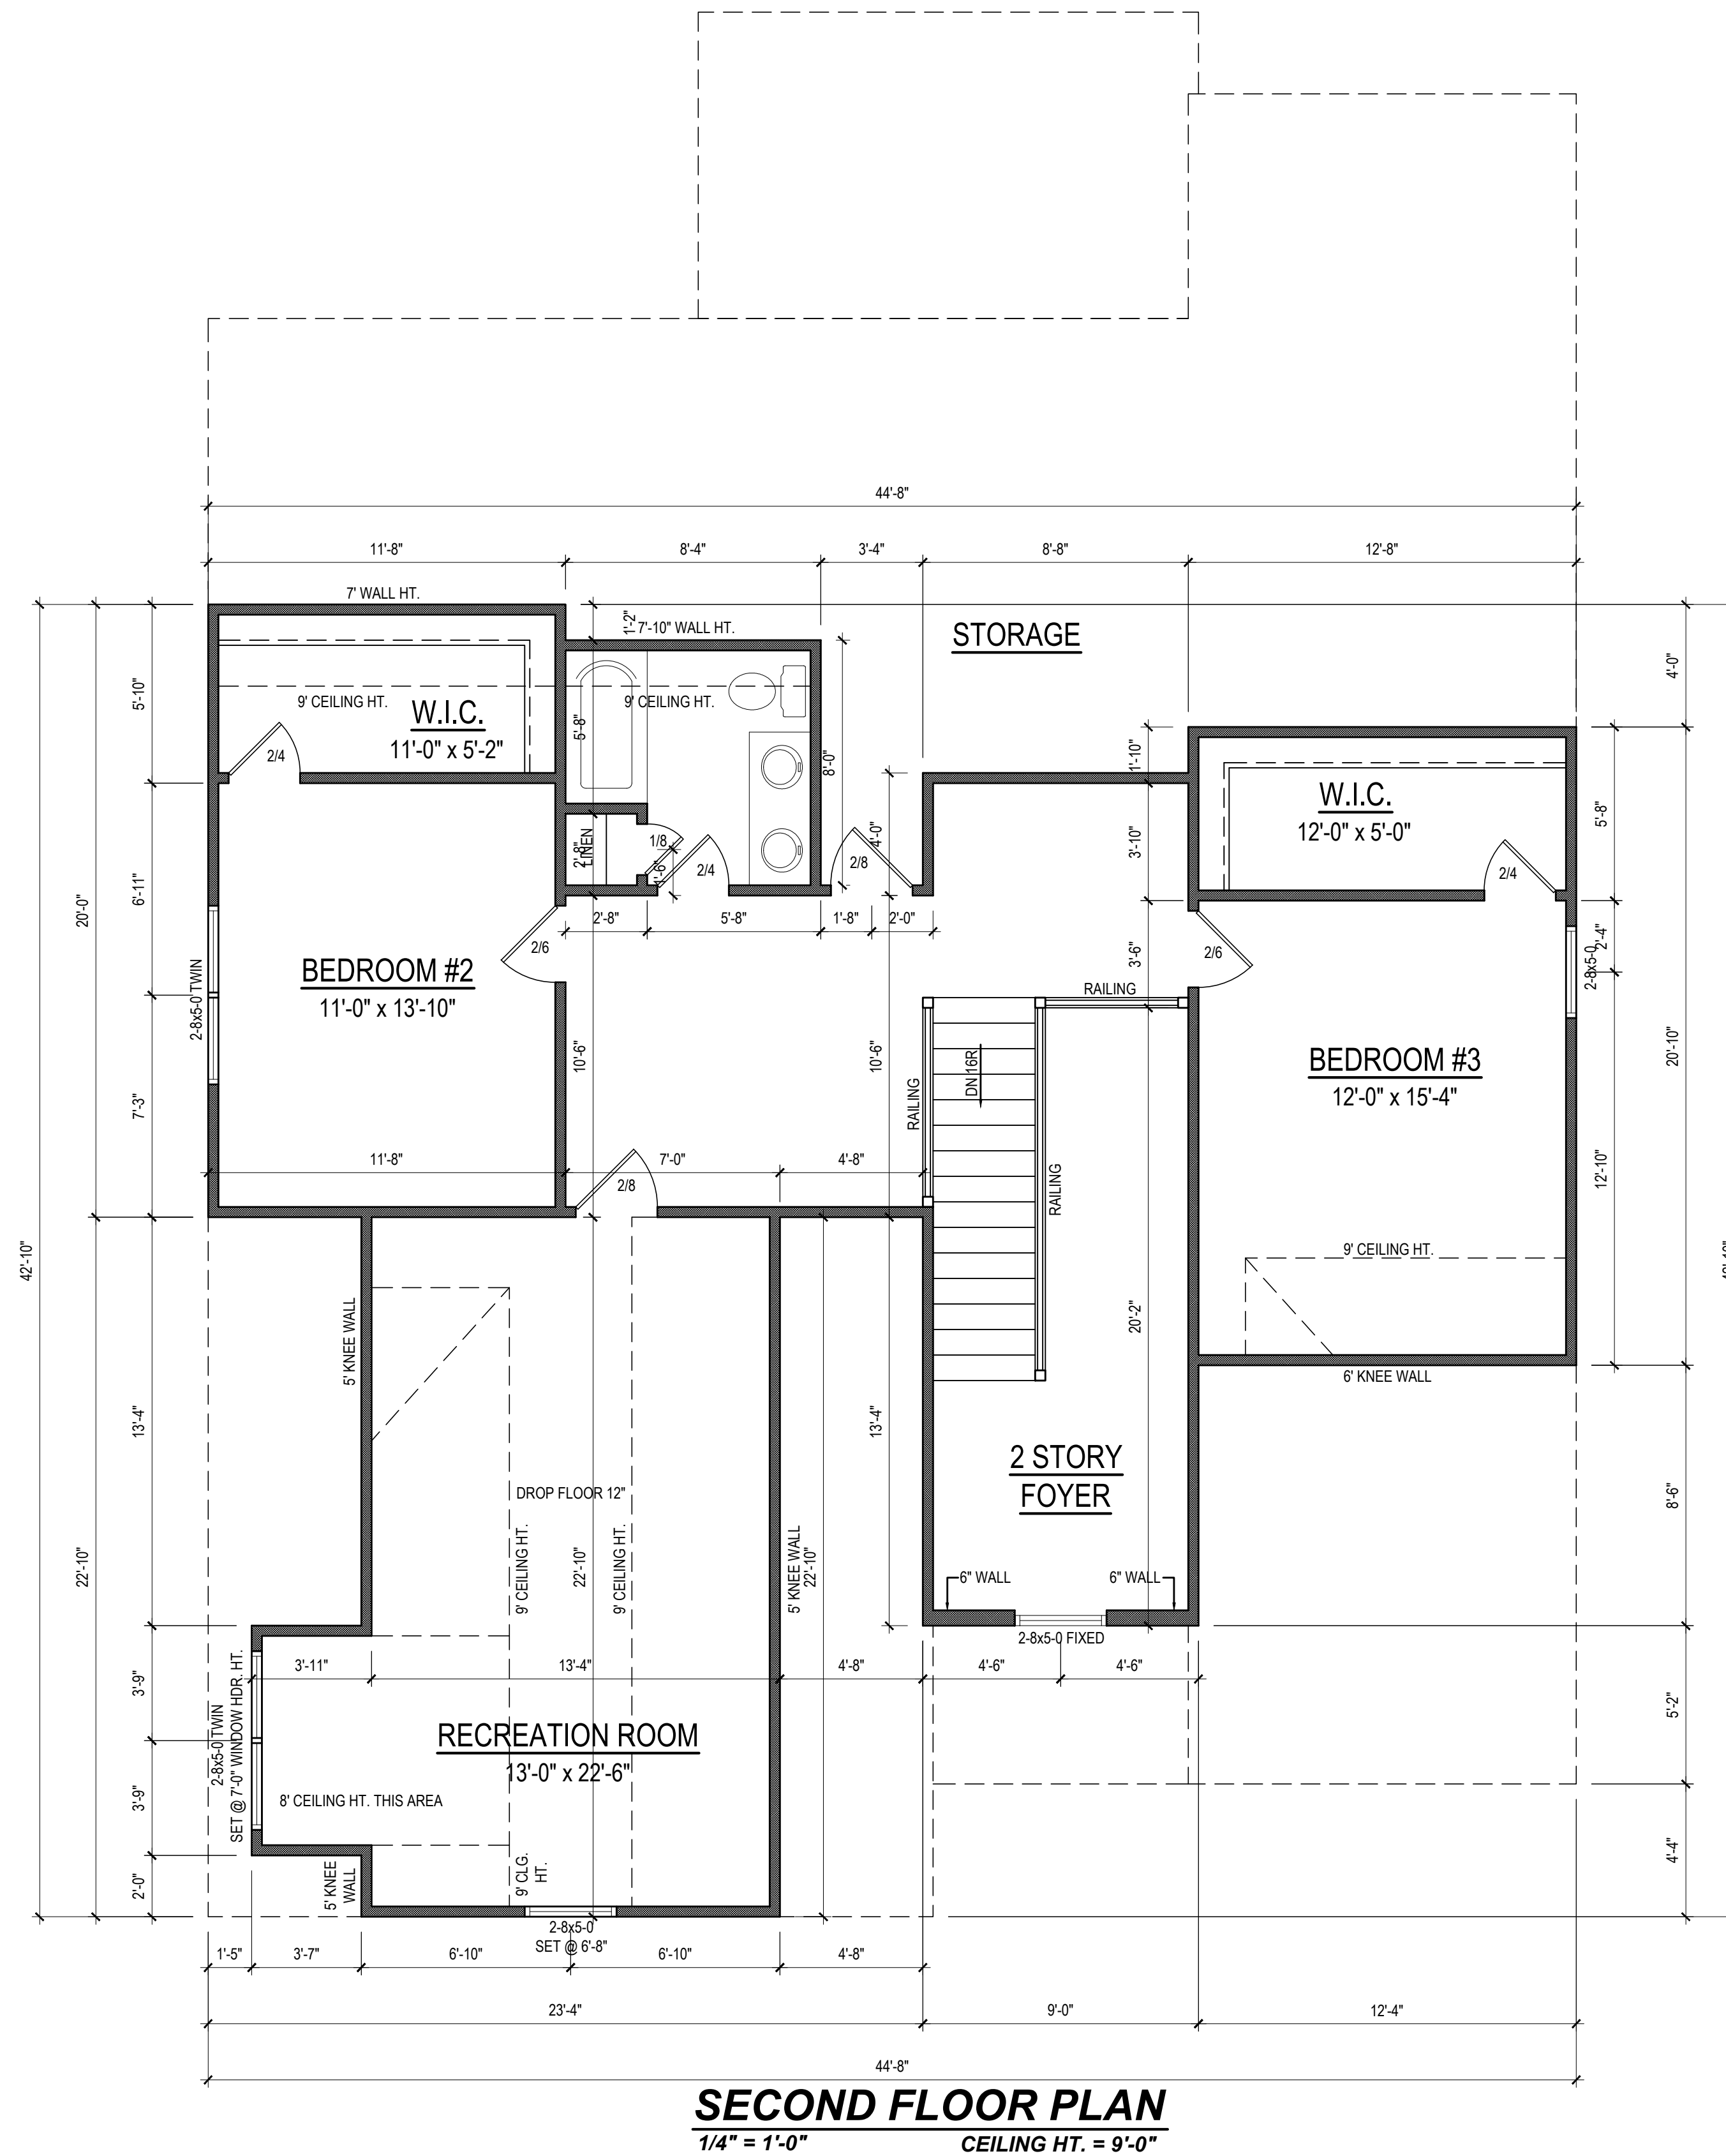 44'-8"
11'-8"
8'-4"
3'-4"
8'-8"
12'-8"
7' WALL HT.
1'-2"
7'-10" WALL HT.
STORAGE
4'-0"
5'-10"
9' CEILING HT.
W.I.C.
11'-0" x 5'-2"
2/4
5'-8"
9' CEILING HT.
8'-0"
1'-10"
W.I.C.
12'-0" x 5'-0"
5'-8"
2'-8"
LINEN
1/8
2/4
2/8
4'-0"
3'-10"
2/4
6'-11"
20'-0"
2'-8"
5'-8"
1'-8"
2'-0"
2/6
3'-6"
2/6
2'-4"
2-8x5-0
BEDROOM #2
11'-0" x 13'-10"
2-8x5-0 TWIN
RAILING
10'-6"
10'-6"
DN 16R
RAILING
RAILING
BEDROOM #3
12'-0" x 15'-4"
20'-10"
7'-3"
11'-8"
7'-0"
4'-8"
2/8
12'-10"
42'-10"
9' CEILING HT.
5' KNEE WALL
20'-2"
6' KNEE WALL
13'-4"
13'-4"
2 STORY
FOYER
8'-6"
DROP FLOOR 12"
22'-10"
9' CEILING HT.
22'-10"
9' CEILING HT.
5' KNEE WALL
22'-10"
6" WALL
6" WALL
2-8x5-0 FIXED
3'-9"
3'-11"
13'-4"
4'-8"
4'-6"
4'-6"
5'-2"
2-8x5-0 TWIN
SET @ 7'-0" WINDOW HDR. HT.
RECREATION ROOM
13'-0" x 22'-6"
3'-9"
8' CEILING HT. THIS AREA
4'-4"
2'-0"
5' KNEE
WALL
9' CLG.
HT.
2-8x5-0
SET @ 6'-8"
1'-5"
3'-7"
6'-10"
6'-10"
4'-8"
23'-4"
9'-0"
12'-4"
44'-8"
SECOND FLOOR PLAN
1/4" = 1'-0"
CEILING HT. = 9'-0"